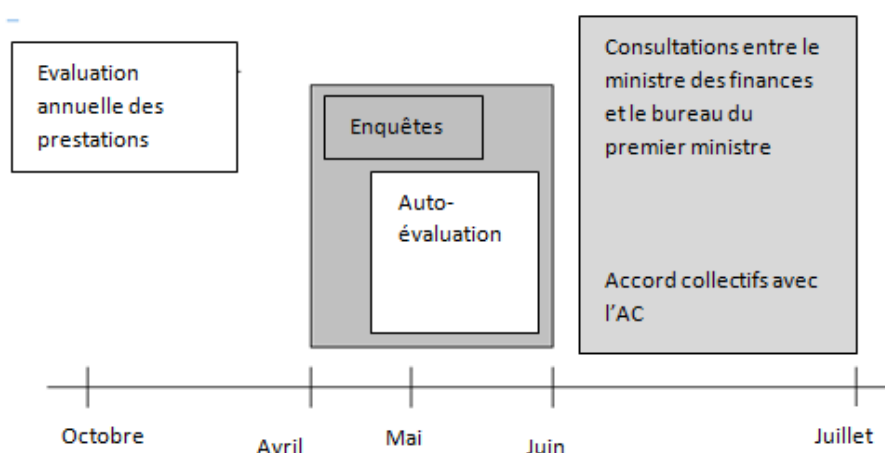 Evaluation
annuelle des
prestations
Enquêtes
Auto-
évaluation
Consultations entre le
ministre des finances
et le bureau du
premier ministre
Accord collectifs avec
l'AC
Octobre
Avril
Mai
Juin
Juillet